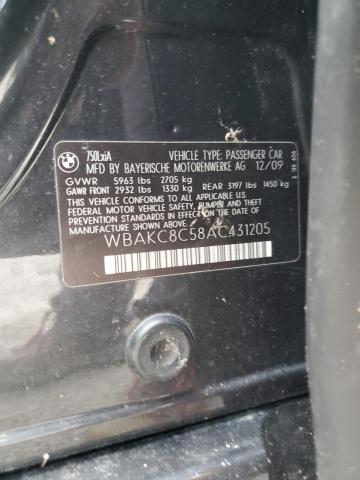 BMW
750LxiA VEHICLE TYPE: PASSENGER CAR
MFD BY BAYERISCHE MOTORENWERKE AG 12/09
GVWR 5963 lbs 2705 kg
GAWR FRONT 2932 lbs 1330 kg REAR 3197 lbs 1450 kg
THIS VEHICLE CONFORMS TO ALL APPLICABLE
U.S. FEDERAL MOTOR VEHICLE SAFETY,
BUMPER, AND THEFT
PREVENTION STANDARDS IN EFFECT ON THE DATE OF
MANUFACTURE SHOWN ABOVE.
WBAKC8C58AC431205